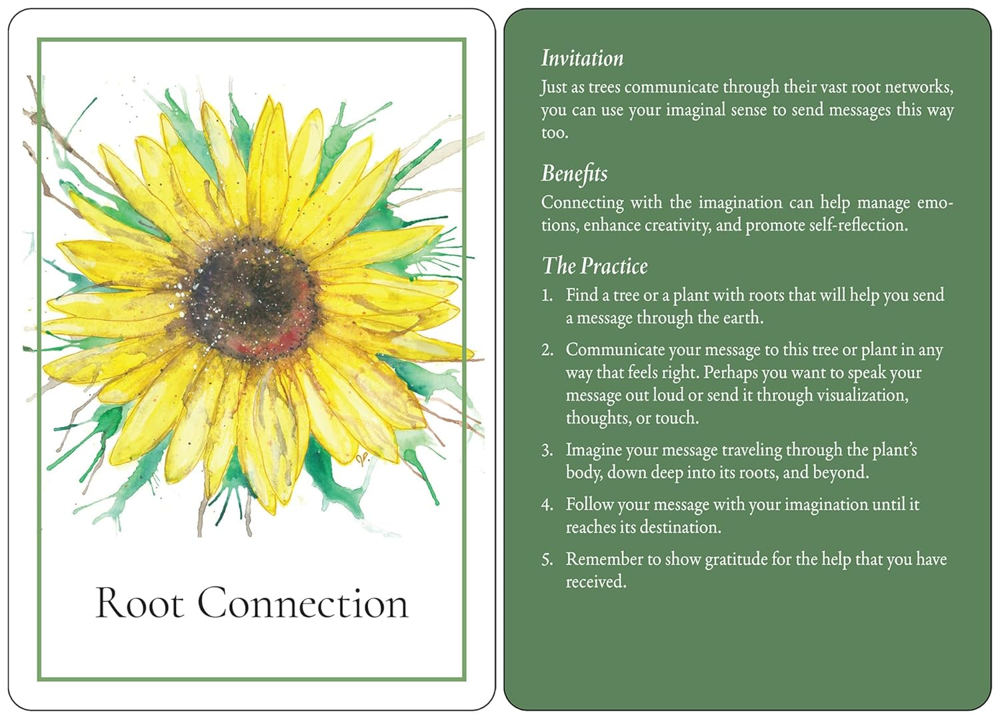 JP.
Root Connection
Invitation
Just as trees communicate through their vast root networks,
you can use your imaginal sense to send messages this way
too.
Benefits
Connecting with the imagination can help manage emo-
tions, enhance creativity, and promote self-reflection.
The Practice
1. Find a tree or a plant with roots that will help you send
a message through the earth.
2. Communicate your message to this tree or plant in any
way that feels right. Perhaps you want to speak your
message out loud or send it through visualization,
thoughts, or touch.
3. Imagine your message traveling through the plant’s
body, down deep into its roots, and beyond.
4. Follow your message with your imagination until it
reaches its destination.
5. Remember to show gratitude for the help that you have
received.